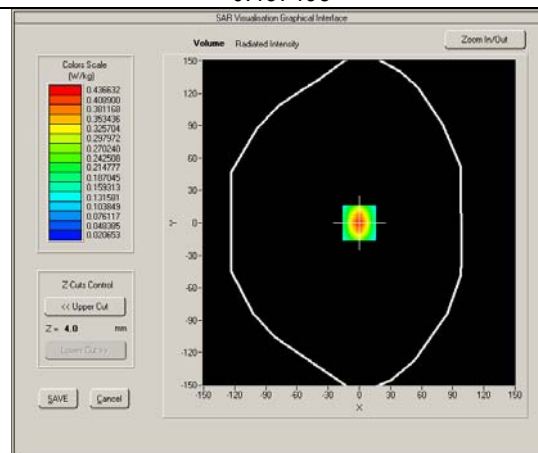 SAR Visualisation Graphical Interface
Volume Radiated Intensity
Zoom In/Out
Colors Scale
(W/kg)
0.436632
0.408900
0.381168
0.353436
0.325704
0.297972
0.270240
0.242508
0.214777
0.187045
0.159313
0.131581
0.103849
0.076117
0.048385
0.020653
Z Cuts Control
<< Upper Cut
Z = 4.0 mm
Lower Cut >>
SAVE
Cancel
150
120
90
60
30
0
-30
-60
-90
-120
-150
Y
-150 -120 -90 -60 -30 0 30 60 90 120 150
X